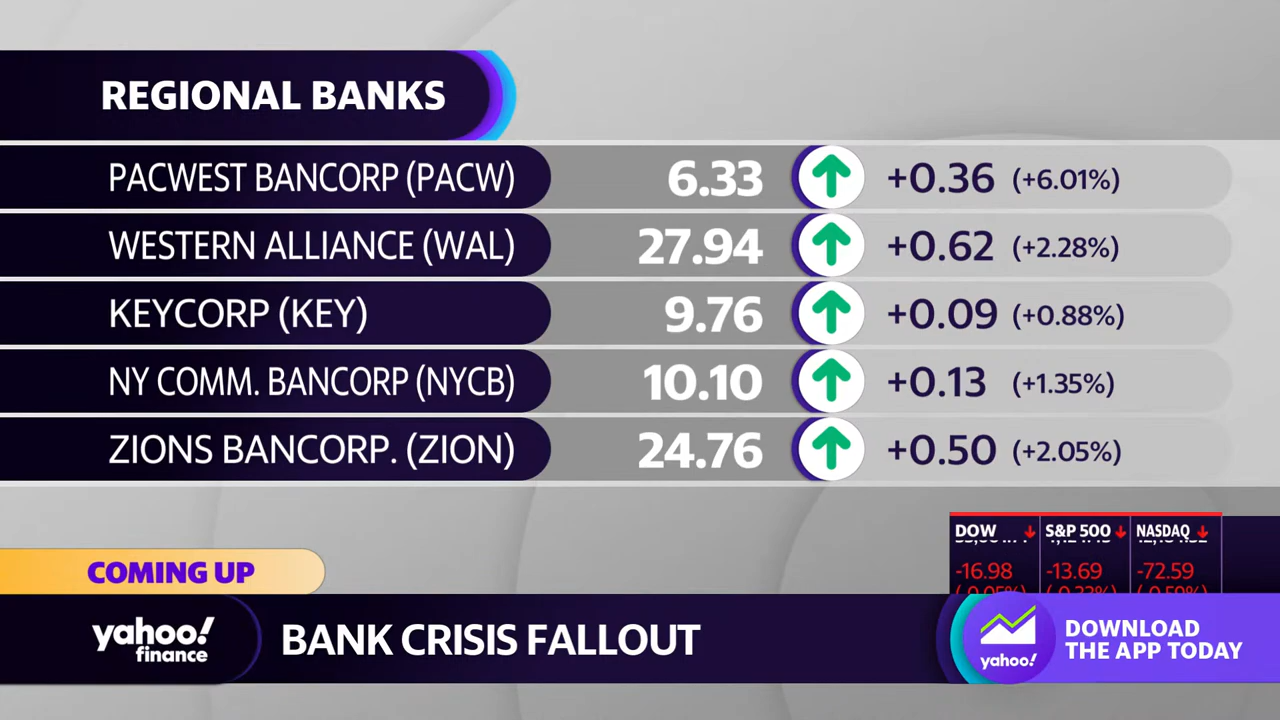 REGIONAL BANKS
PACWEST BANCORP (PACW) 6.33 +0.36 (+6.01%)
WESTERN ALLIANCE (WAL) 27.94 +0.62 (+2.28%)
KEYCORP (KEY) 9.76 +0.09 (+0.88%)
NY COMM. BANCORP (NYCB) 10.10 +0.13 (+1.35%)
ZIONS BANCORP. (ZION) 24.76 +0.50 (+2.05%)
DOW S&P 500 NASDAQ
-16.98 -13.69 -72.59
COMING UP
yahoo!
finance
BANK CRISIS FALLOUT
yahoo!
DOWNLOAD
THE APP TODAY